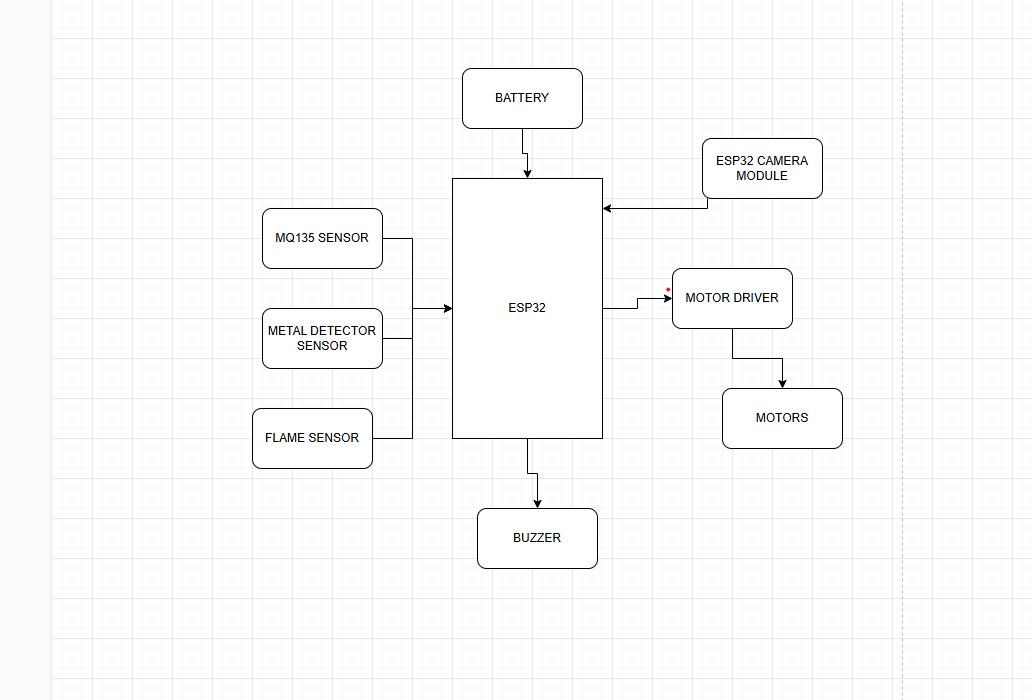 BATTERY
ESP32 CAMERA
MODULE
MQ135 SENSOR
MOTOR DRIVER
ESP32
METAL DETECTOR
SENSOR
MOTORS
FLAME SENSOR
BUZZER